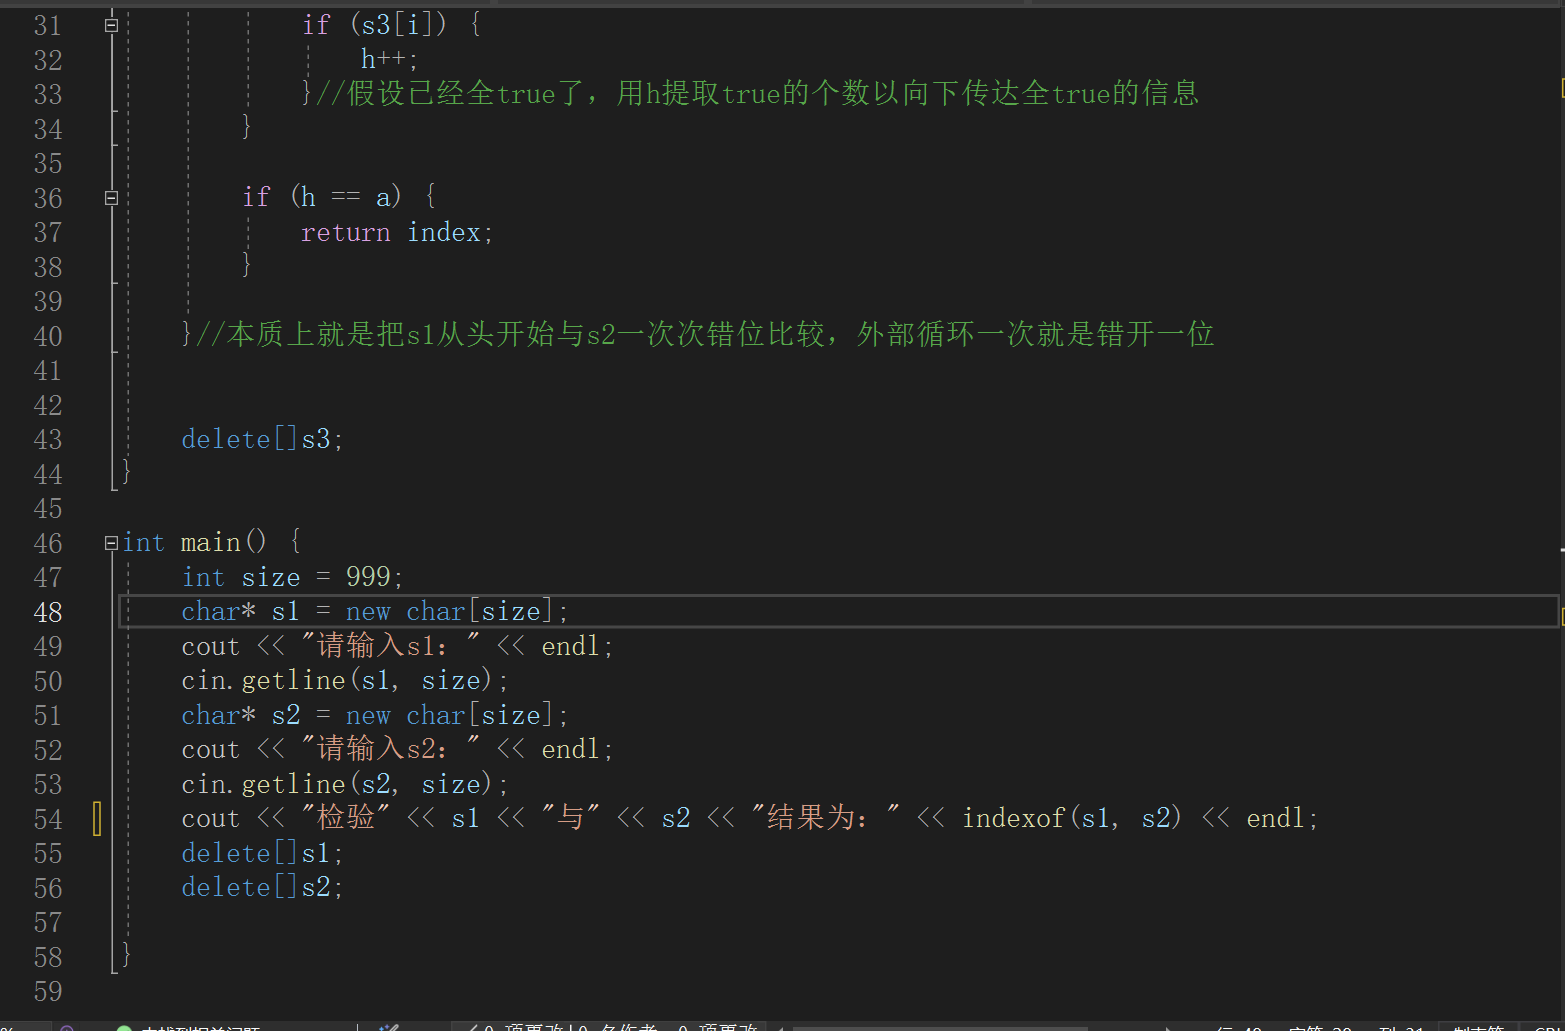 31 if (s3[i]) {
32 h++;
33 }//假设已经全true了，用h提取true的个数以向下传达全true的信息
34 }
35
36 if (h == a) {
37 return index;
38 }
39
40 }//本质上就是把s1从头开始与s2一次次错位比较，外部循环一次就是错开一位
41
42
43 delete[]s3;
44 }
45
46 int main() {
47 int size = 999;
48 char* s1 = new char[size];
49 cout << "请输入s1：" << endl;
50 cin.getline(s1, size);
51 char* s2 = new char[size];
52 cout << "请输入s2：" << endl;
53 cin.getline(s2, size);
54 cout << "检验" << s1 << "与" << s2 << "结果为：" << indexof(s1, s2) << endl;
55 delete[]s1;
56 delete[]s2;
57
58 }
59